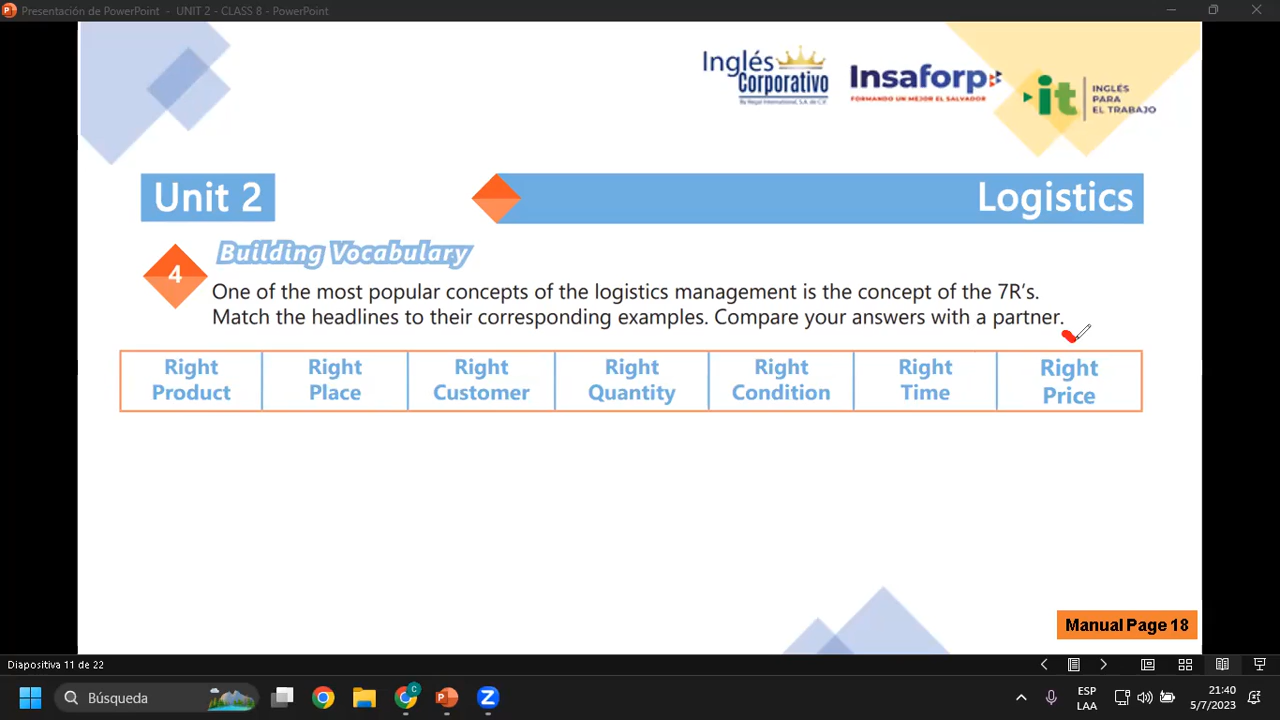 Presentación de PowerPoint - UNIT 2 - CLASS 8 - PowerPoint
Inglés
Corporativo
By Regal International, S.A. de C.V.
Insaforp
FORMANDO UN MEJOR EL SALVADOR
it
INGLÉS
PARA
EL TRABAJO
Unit 2
Logistics
Building Vocabulary
4
One of the most popular concepts of the logistics management is the concept of the 7R's.
Match the headlines to their corresponding examples. Compare your answers with a partner.
Right Product
Right Place
Right Customer
Right Quantity
Right Condition
Right Time
Right Price
Manual Page 18
Diapositiva 11 de 22
Búsqueda
C
ESP
LAA
21:40
5/7/2023